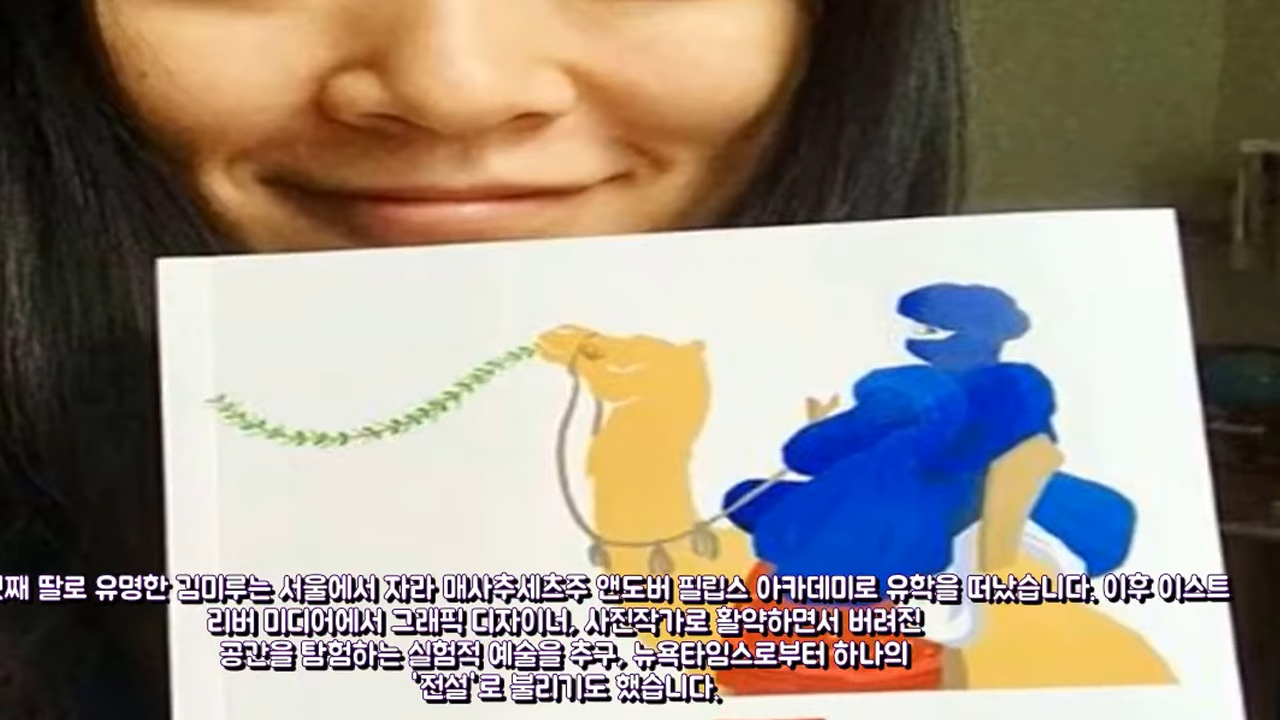 째 딸로 유명한 김미루는 서울에서 자라 매사추세츠주 앤도버 필립스 아카데미로 유학을 떠났습니다. 이후 이스트
리버 미디어에서 그래픽 디자이너, 사진작가로 활약하면서 버려진
공간을 탐험하는 실험적 예술을 추구, 뉴욕타임스로부터 하나의
'전설'로 불리기도 했습니다.